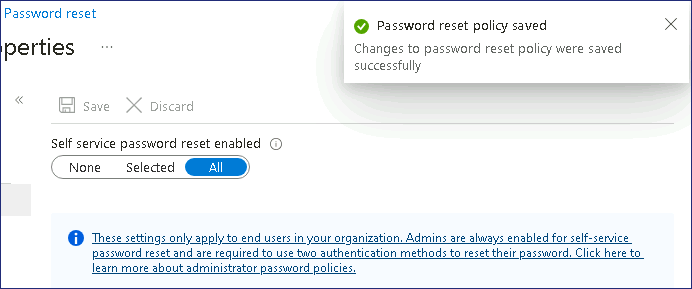 Password reset
operties ...
Password reset policy saved
Changes to password reset policy were saved
successfully
Save Discard
Self service password reset enabled
None Selected All
These settings only apply to end users in your organization. Admins are always enabled for self-service
password reset and are required to use two authentication methods to reset their password. Click here to
learn more about administrator password policies.